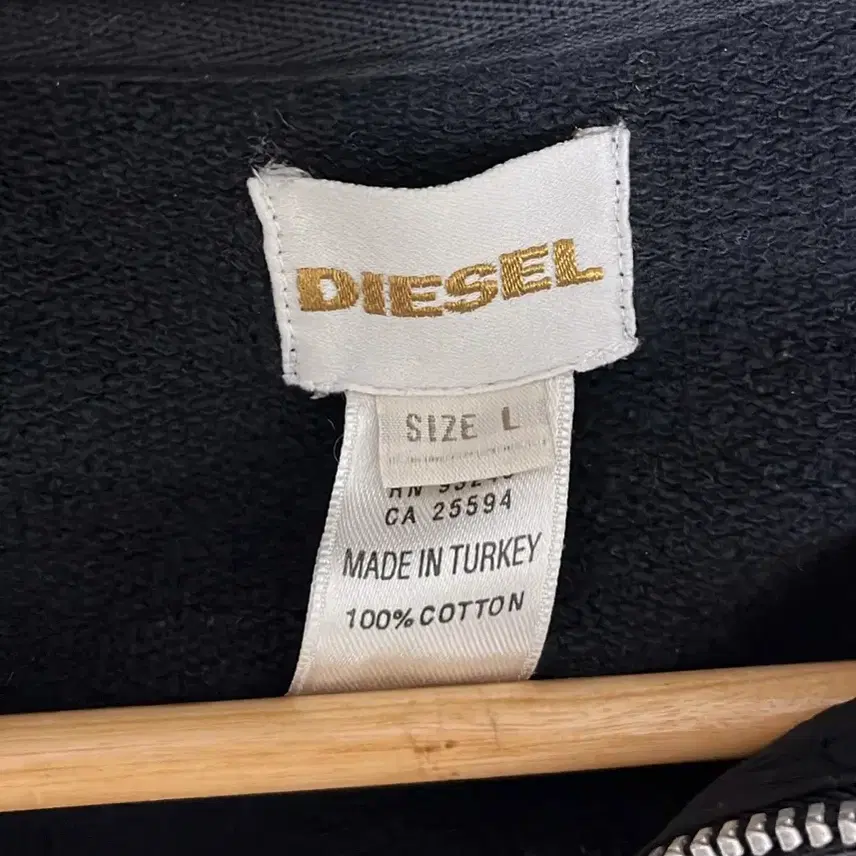 DIESEL
SIZE L
CA 25594
MADE IN TURKEY
100% COTTON